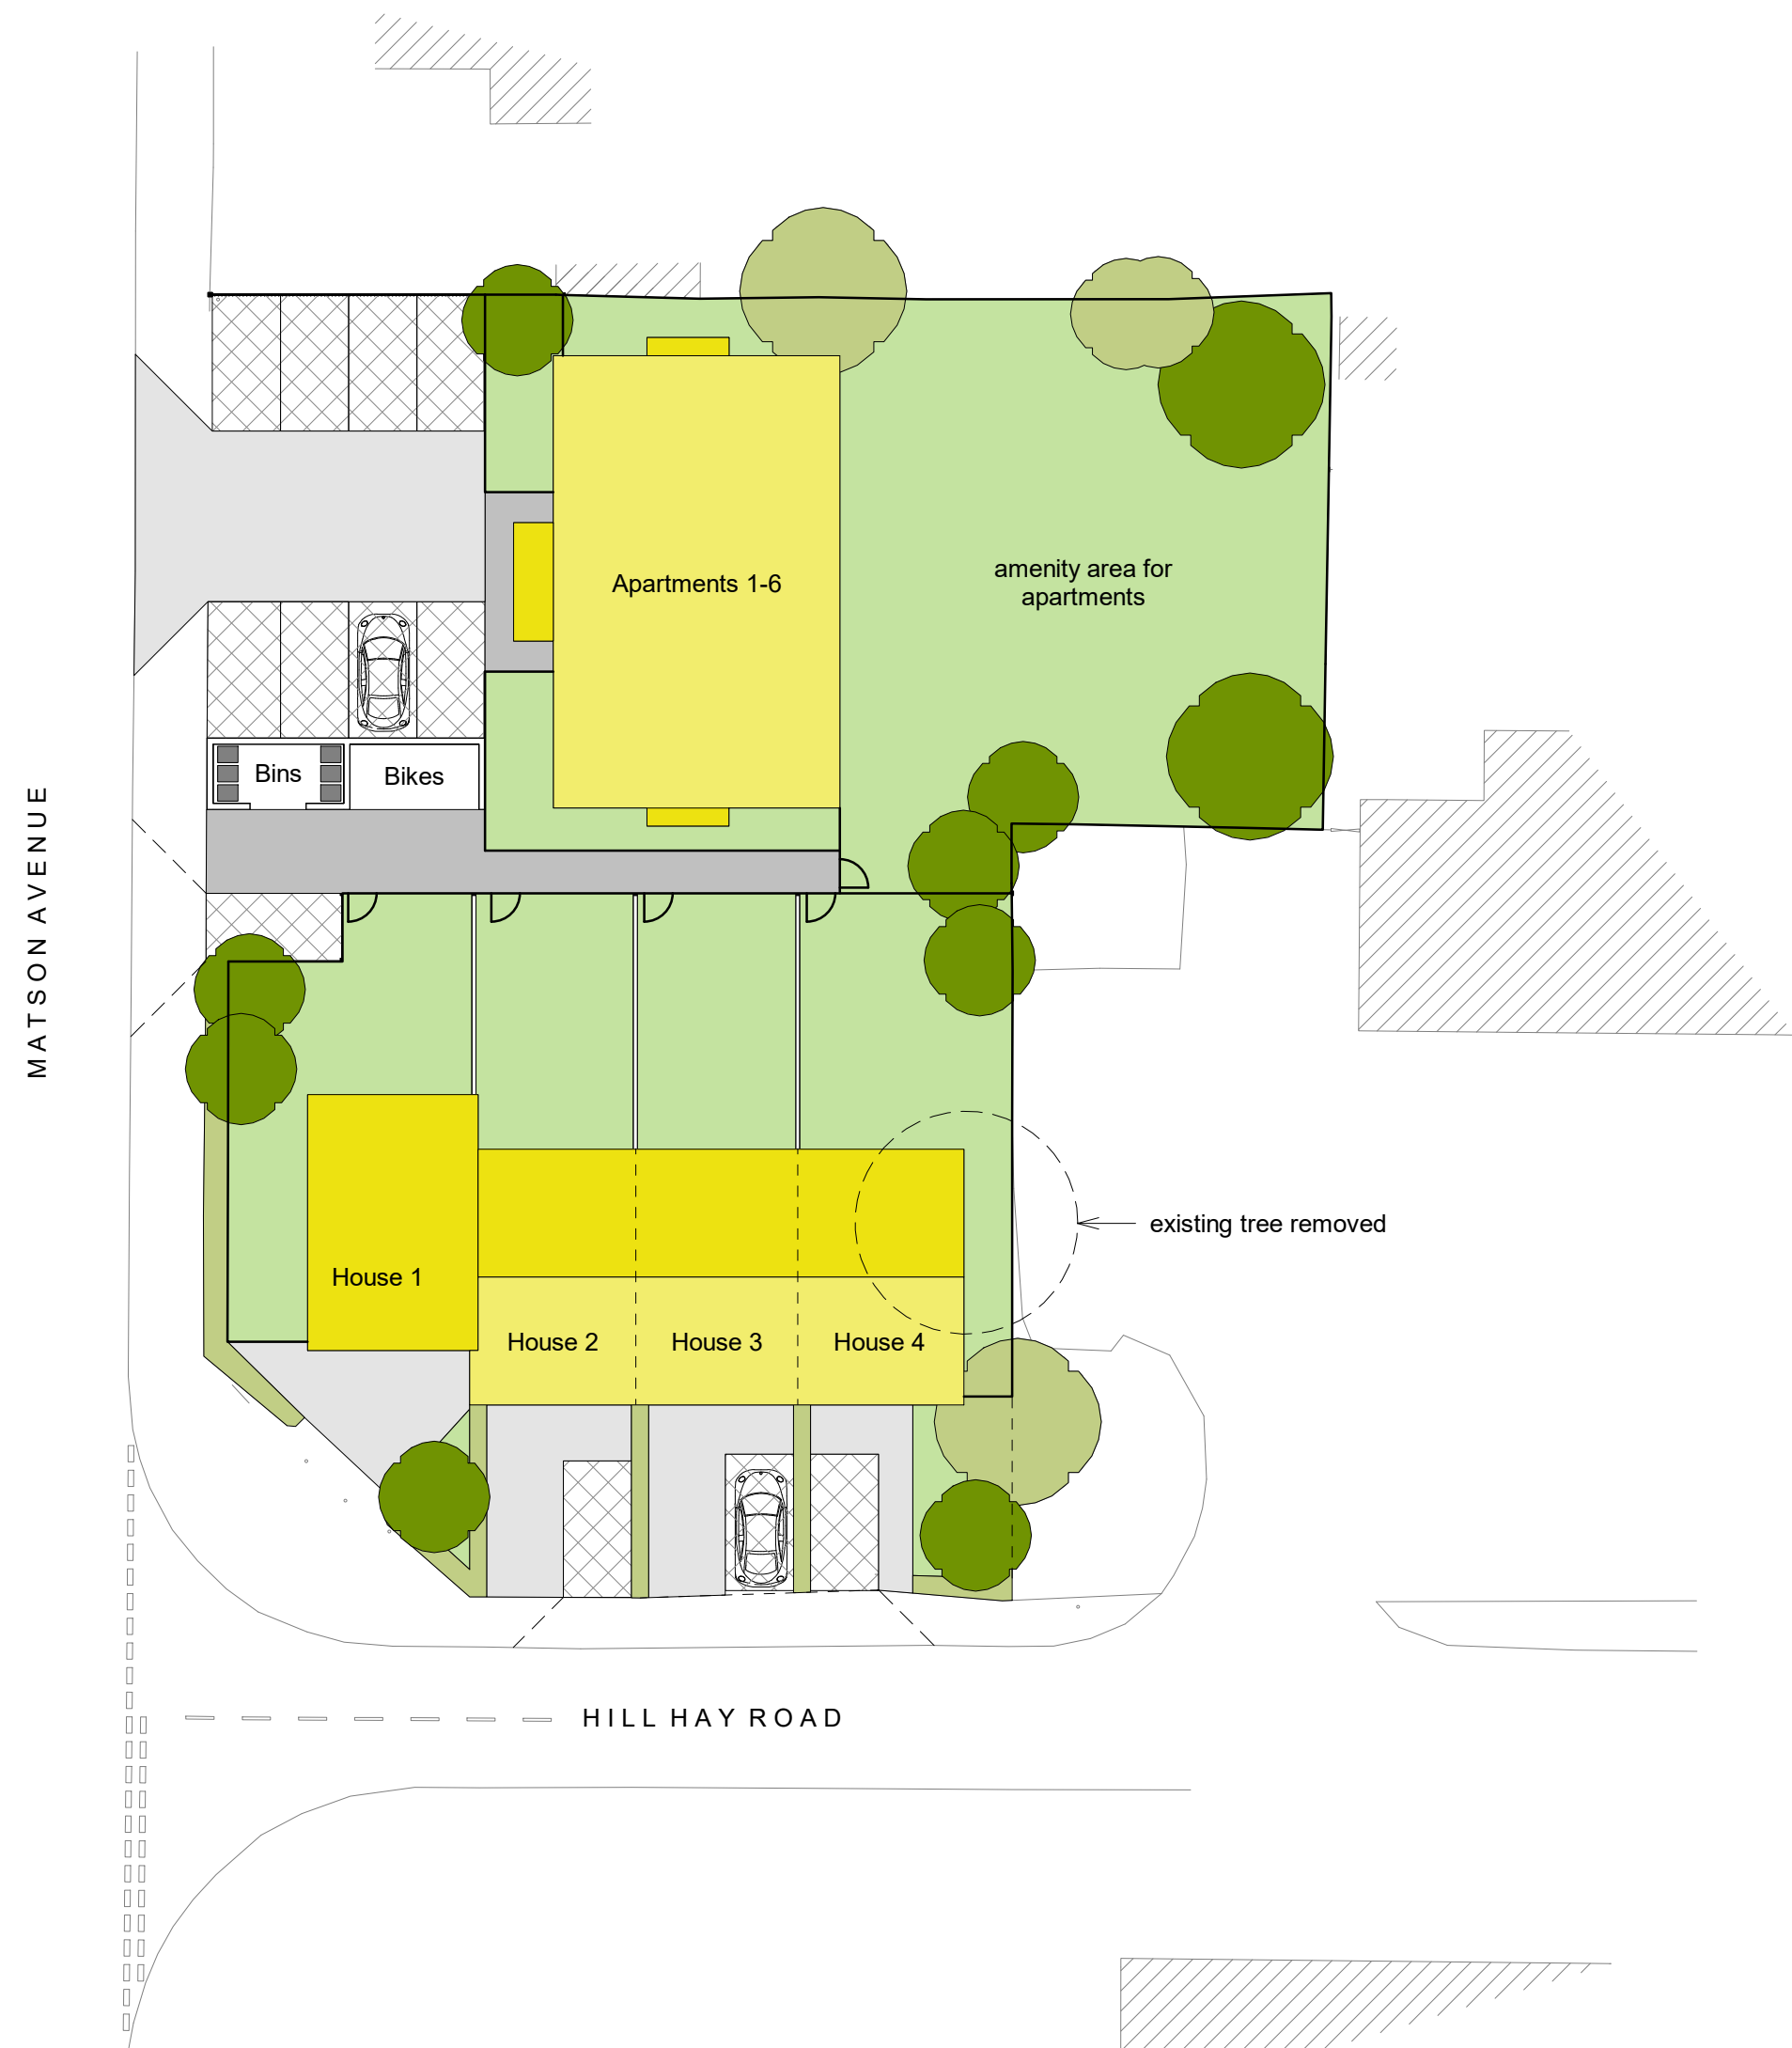 Apartments 1-6
amenity area for
apartments
Bins
Bikes
MATSON AVENUE
existing tree removed
House 1
House 2
House 3
House 4
HILL HAY ROAD